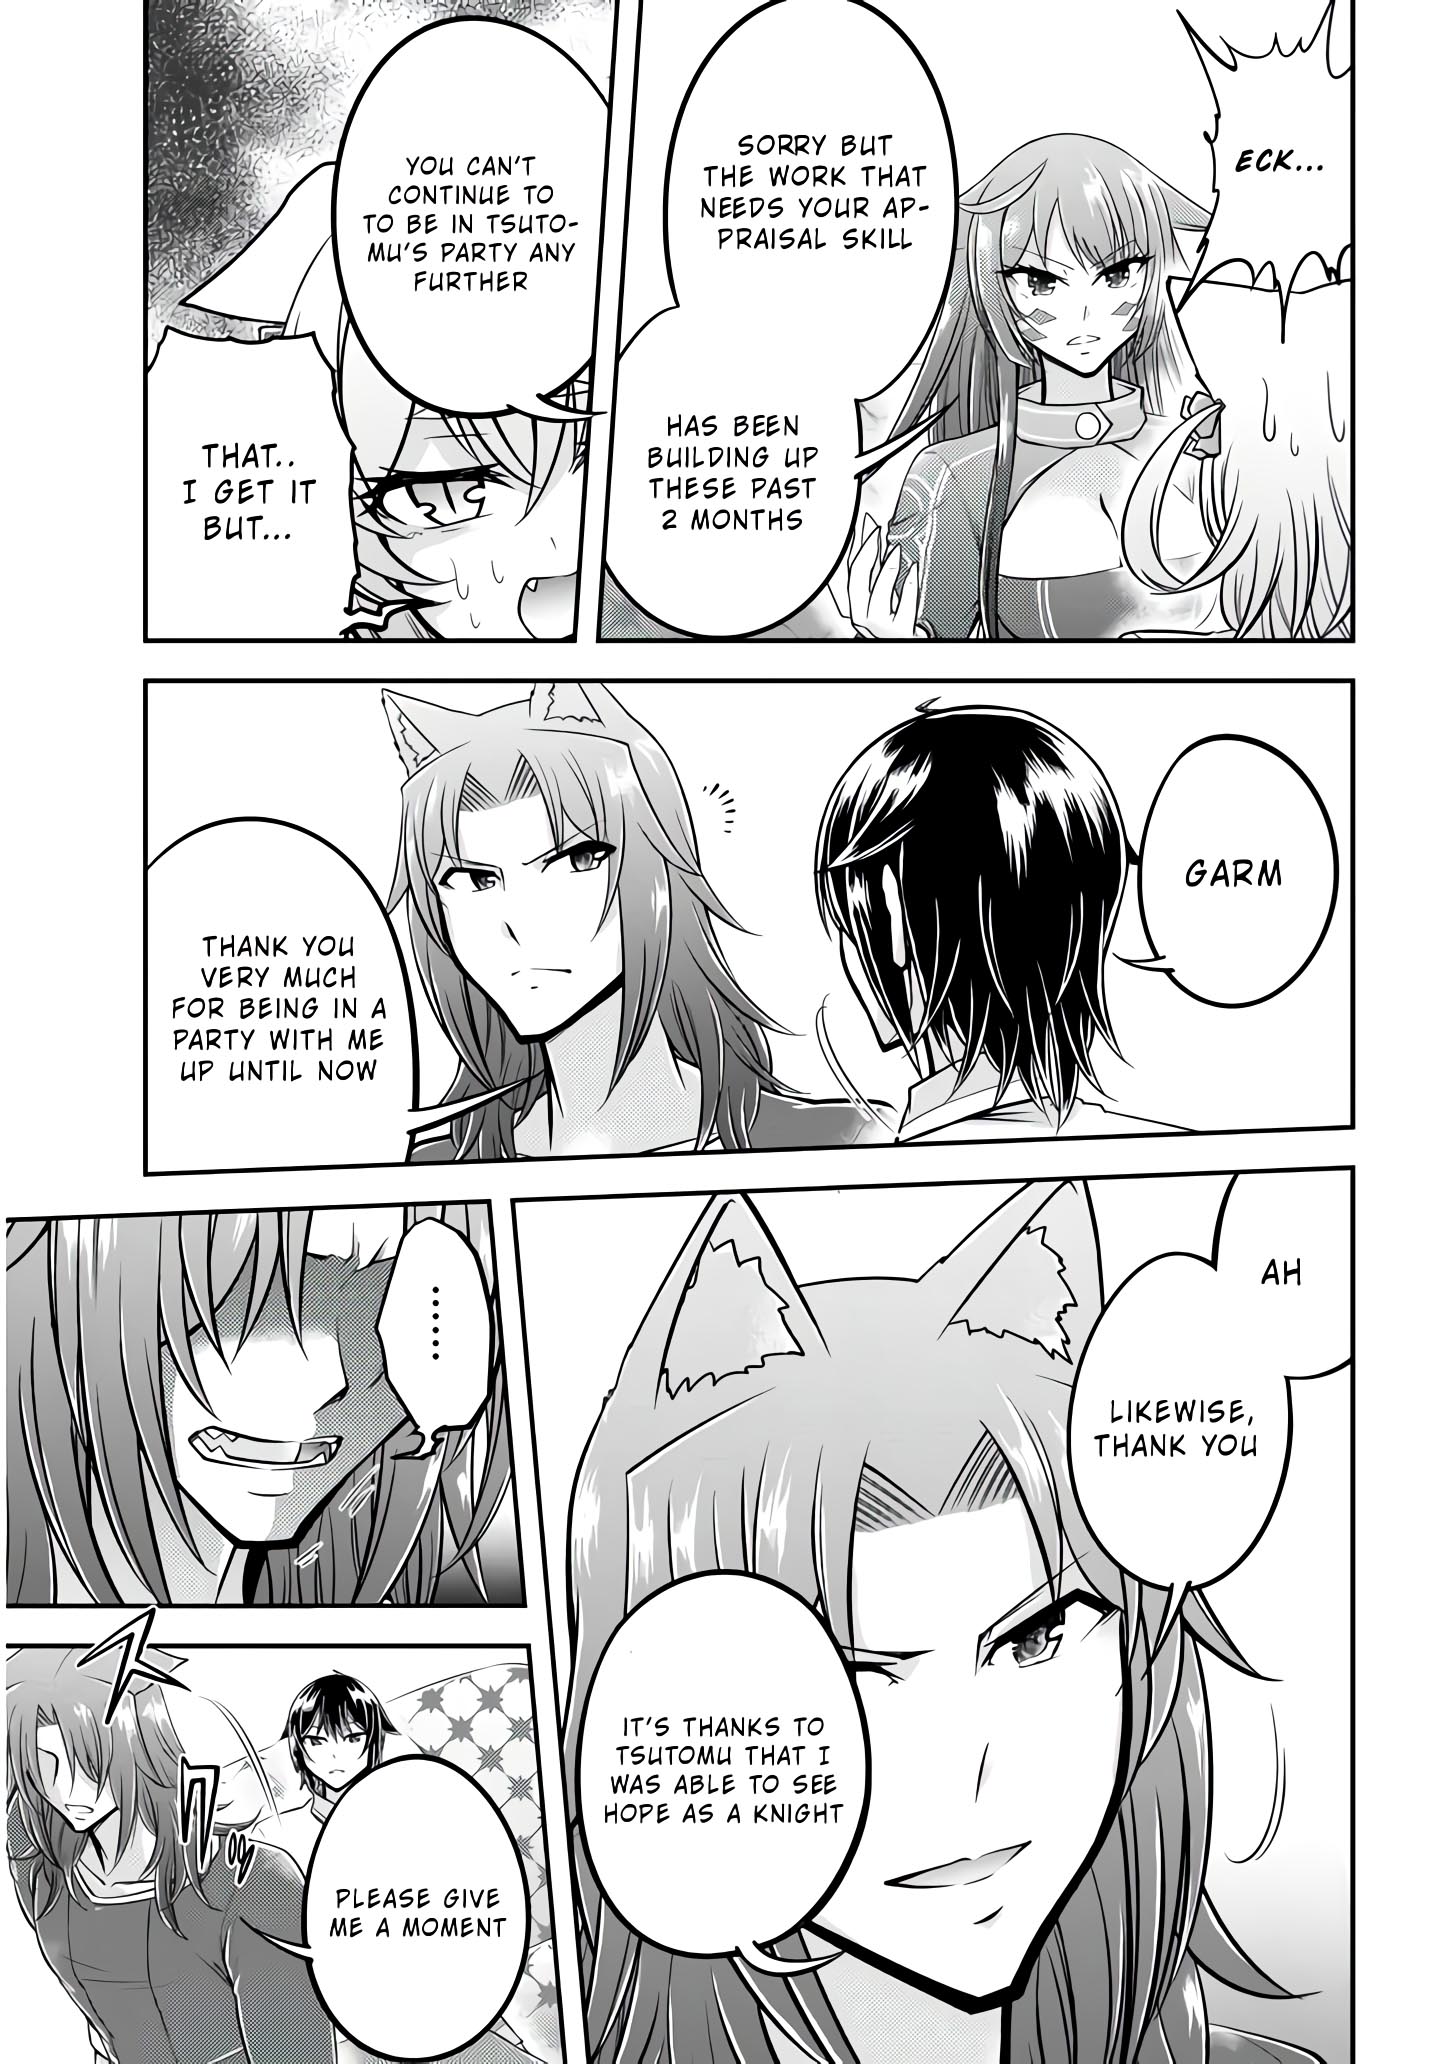 ECK...
SORRY BUT
THE WORK THAT
NEEDS YOUR AP-
PRAISAL SKILL
HAS BEEN
BUILDING UP
THESE PAST
2 MONTHS
YOU CAN'T
CONTINUE TO
TO BE IN TSUTO-
MU'S PARTY ANY
FURTHER
THAT..
I GET IT
BUT...
GARM
THANK YOU
VERY MUCH
FOR BEING IN A
PARTY WITH ME
UP UNTIL NOW
AH
LIKEWISE,
THANK YOU
IT'S THANKS TO
TSUTOMU THAT I
WAS ABLE TO SEE
HOPE AS A KNIGHT
......
PLEASE GIVE
ME A MOMENT